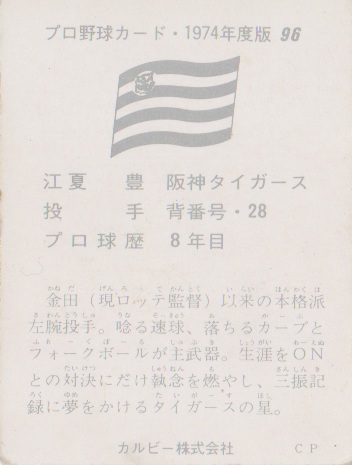 プロ野球カード・1974年度版 96
江夏 豊 阪神タイガース
投手 背番号・28
プロ球歴 8年目
金田（現ロッテ監督）以来の本格派
左腕投手。唸る速球、落ちるカーブと
フォークボールが主武器。生涯をON
との対決にだけ執念を燃やし、三振記
録に夢をかけるタイガースの星。
カルビー株式会社 CP